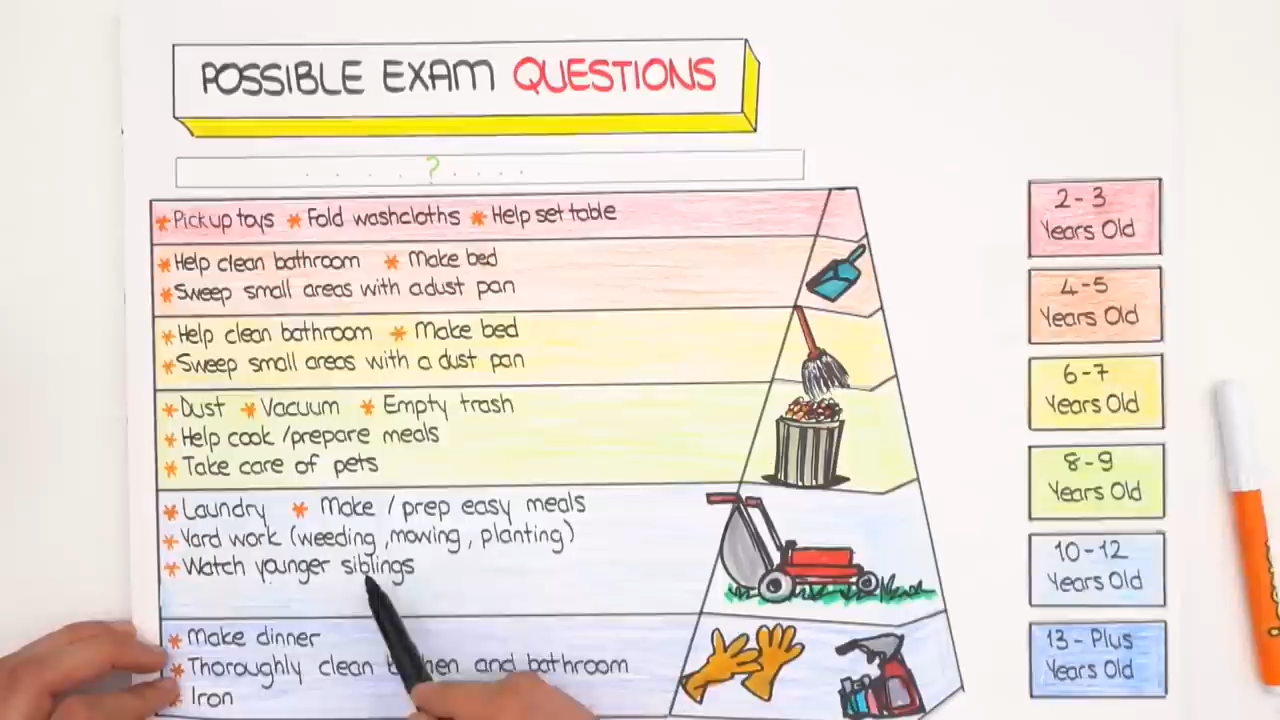 POSSIBLE EXAM QUESTIONS
. . . . . ? . . . .
* Pickup toys * Fold washcloths * Help set table
* Help clean bathroom * Make bed
* Sweep small areas with a dust pan
* Help clean bathroom * Make bed
* Sweep small areas with a dust pan
* Dust * Vacuum * Empty trash
* Help cook /prepare meals
* Take care of pets
* Laundry * Make / prep easy meals
* Yard work (weeding ,mowing , planting)
* Watch younger siblings
* Make dinner
* Thoroughly clean and bathroom
* Iron
2 - 3
Years Old
4 - 5
Years Old
6 - 7
Years Old
8 - 9
Years Old
10 - 12
Years Old
13 - Plus
Years Old